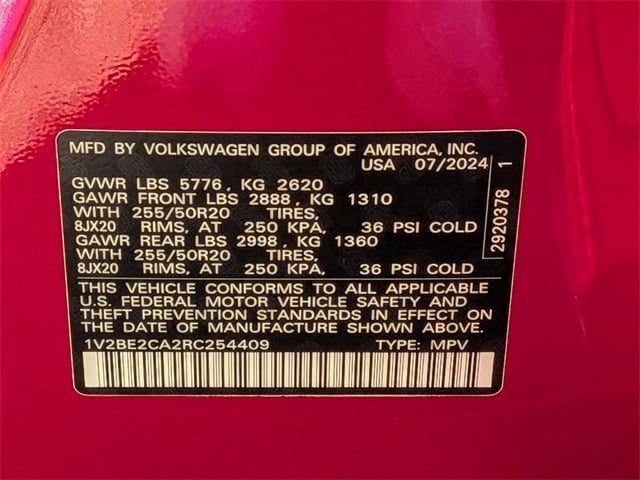 MFD BY VOLKSWAGEN GROUP OF AMERICA, INC.
USA 07/2024
GVWR LBS 5776 , KG 2620
GAWR FRONT LBS 2888 , KG 1310
WITH 255/50R20 TIRES,
8JX20 RIMS, AT 250 KPA, 36 PSI COLD
GAWR REAR LBS 2998 , KG 1360
WITH 255/50R20 TIRES,
8JX20 RIMS, AT 250 KPA, 36 PSI COLD
THIS VEHICLE CONFORMS TO ALL APPLICABLE
U.S. FEDERAL MOTOR VEHICLE SAFETY AND
THEFT PREVENTION STANDARDS IN EFFECT ON
THE DATE OF MANUFACTURE SHOWN ABOVE.
1V2BE2CA2RC254409 TYPE: MPV
2920378 1